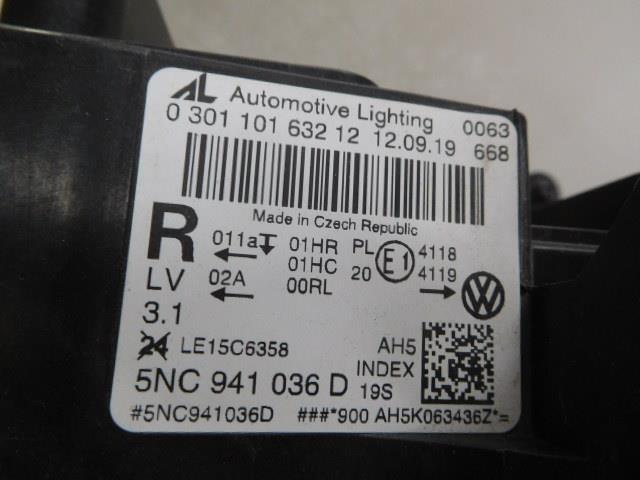 AL Automotive Lighting 0063
0 301 101 632 12 12.09.19 668
Made in Czech Republic
R 011a 01HR PL E1 4118
01HC 20 4119
LV 02A 00RL
3.1
24 LE15C6358 AH5
INDEX
5NC 941 036 D 19S
#5NC941036D ###*900 AH5K063436Z*=